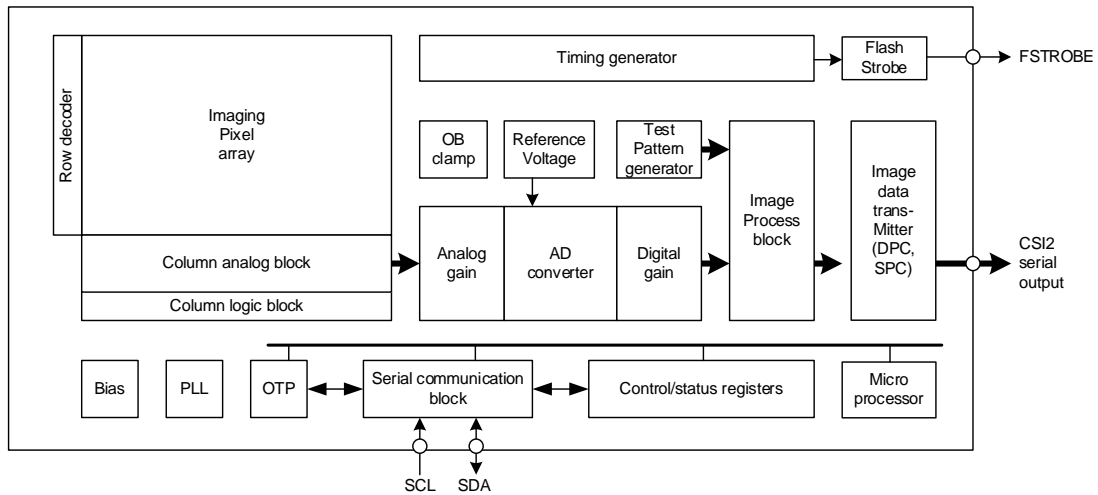 Timing generator
Flash
Strobe
FSTROBE
Row decoder
Imaging
Pixel
array
OB
clamp
Reference
Voltage
Test
Pattern
generator
Image
Process
block
Image
data
trans-
Mitter
(DPC,
SPC)
Column analog block
Analog
gain
AD
converter
Digital
gain
CSI2
serial
output
Column logic block
Bias
PLL
OTP
Serial communication
block
Control/status registers
Micro
processor
SCL
SDA